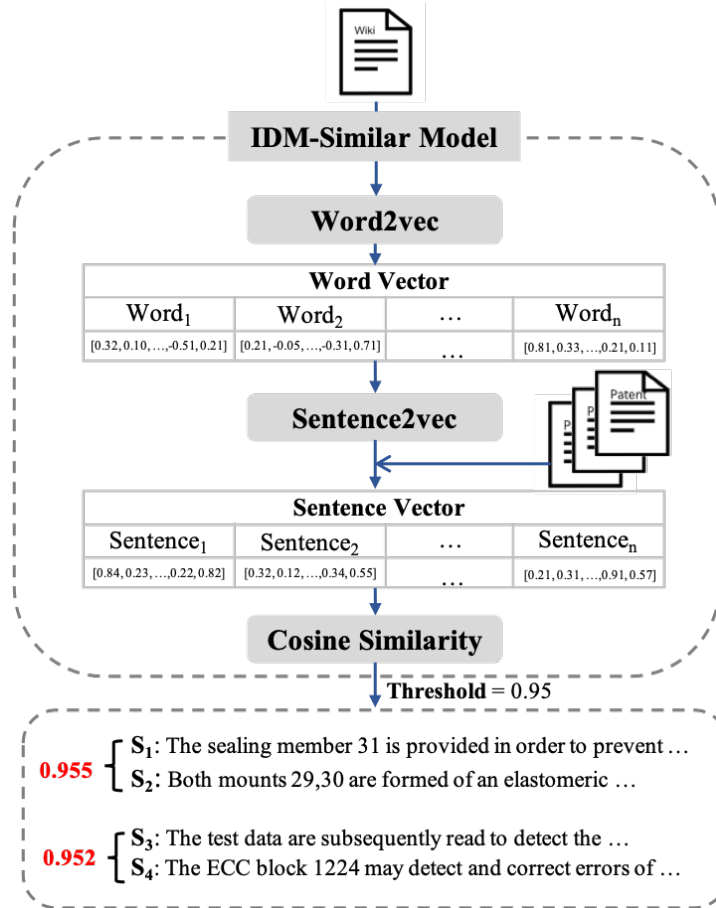 Wiki
IDM-Similar Model
Word2vec
Word Vector
Word1 Word2 … Wordn
[0.32, 0.10, …,-0.51, 0.21] [0.21, -0.05, …,-0.31, 0.71] … [0.81, 0.33, …,0.21, 0.11]
Patent
P
P
Sentence2vec
Sentence Vector
Sentence1 Sentence2 … Sentencen
[0.84, 0.23, …,0.22, 0.82] [0.32, 0.12, …,0.34, 0.55] … [0.21, 0.31, …,0.91, 0.57]
Cosine Similarity
Threshold = 0.95
0.955
S1: The sealing member 31 is provided in order to prevent …
S2: Both mounts 29,30 are formed of an elastomeric …
0.952
S3: The test data are subsequently read to detect the …
S4: The ECC block 1224 may detect and correct errors of …